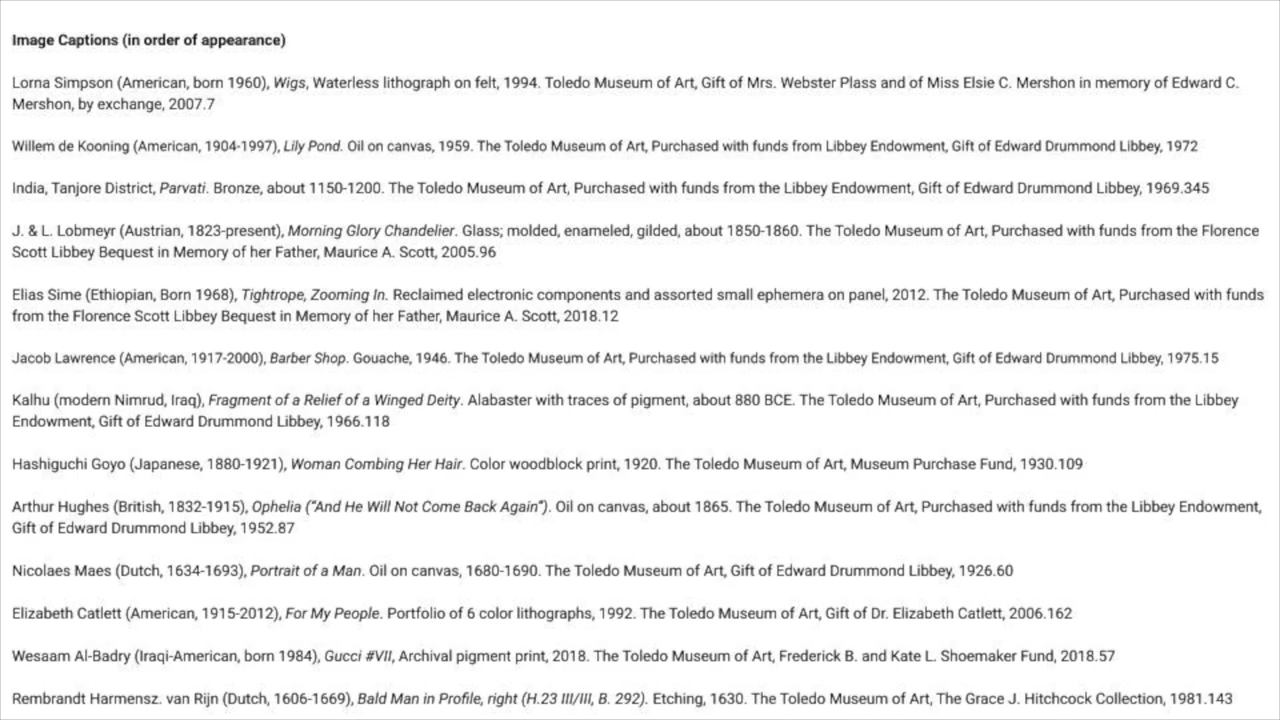 Image Captions (in order of appearance)
Lorna Simpson (American, born 1960), Wigs, Waterless lithograph on felt, 1994. Toledo Museum of Art, Gift of Mrs. Webster Plass and of Miss Elsie C. Mershon in memory of Edward C.
Mershon, by exchange, 2007.7
Willem de Kooning (American, 1904-1997), Lily Pond. Oil on canvas, 1959. The Toledo Museum of Art, Purchased with funds from Libbey Endowment, Gift of Edward Drummond Libbey, 1972
India, Tanjore District, Parvati. Bronze, about 1150-1200. The Toledo Museum of Art, Purchased with funds from the Libbey Endowment, Gift of Edward Drummond Libbey, 1969.345
J. & L. Lobmeyr (Austrian, 1823-present), Morning Glory Chandelier. Glass; molded, enameled, gilded, about 1850-1860. The Toledo Museum of Art, Purchased with funds from the Florence
Scott Libbey Bequest in Memory of her Father, Maurice A. Scott, 2005.96
Elias Sime (Ethiopian, Born 1968), Tightrope, Zooming In. Reclaimed electronic components and assorted small ephemera on panel, 2012. The Toledo Museum of Art, Purchased with funds
from the Florence Scott Libbey Bequest in Memory of her Father, Maurice A. Scott, 2018.12
Jacob Lawrence (American, 1917-2000), Barber Shop. Gouache, 1946. The Toledo Museum of Art, Purchased with funds from the Libbey Endowment, Gift of Edward Drummond Libbey, 1975.15
Kalhu (modern Nimrud, Iraq), Fragment of a Relief of a Winged Deity. Alabaster with traces of pigment, about 880 BCE. The Toledo Museum of Art, Purchased with funds from the Libbey
Endowment, Gift of Edward Drummond Libbey, 1966.118
Hashiguchi Goyo (Japanese, 1880-1921), Woman Combing Her Hair. Color woodblock print, 1920. The Toledo Museum of Art, Museum Purchase Fund, 1930.109
Arthur Hughes (British, 1832-1915), Ophelia (“And He Will Not Come Back Again”). Oil on canvas, about 1865. The Toledo Museum of Art, Purchased with funds from the Libbey Endowment,
Gift of Edward Drummond Libbey, 1952.87
Nicolaes Maes (Dutch, 1634-1693), Portrait of a Man. Oil on canvas, 1680-1690. The Toledo Museum of Art, Gift of Edward Drummond Libbey, 1926.60
Elizabeth Catlett (American, 1915-2012), For My People. Portfolio of 6 color lithographs, 1992. The Toledo Museum of Art, Gift of Dr. Elizabeth Catlett, 2006.162
Wesaam Al-Badry (Iraqi-American, born 1984), Gucci #VII, Archival pigment print, 2018. The Toledo Museum of Art, Frederick B. and Kate L. Shoemaker Fund, 2018.57
Rembrandt Harmensz. van Rijn (Dutch, 1606-1669), Bald Man in Profile, right (H.23 III/III, B. 292). Etching, 1630. The Toledo Museum of Art, The Grace J. Hitchcock Collection, 1981.143